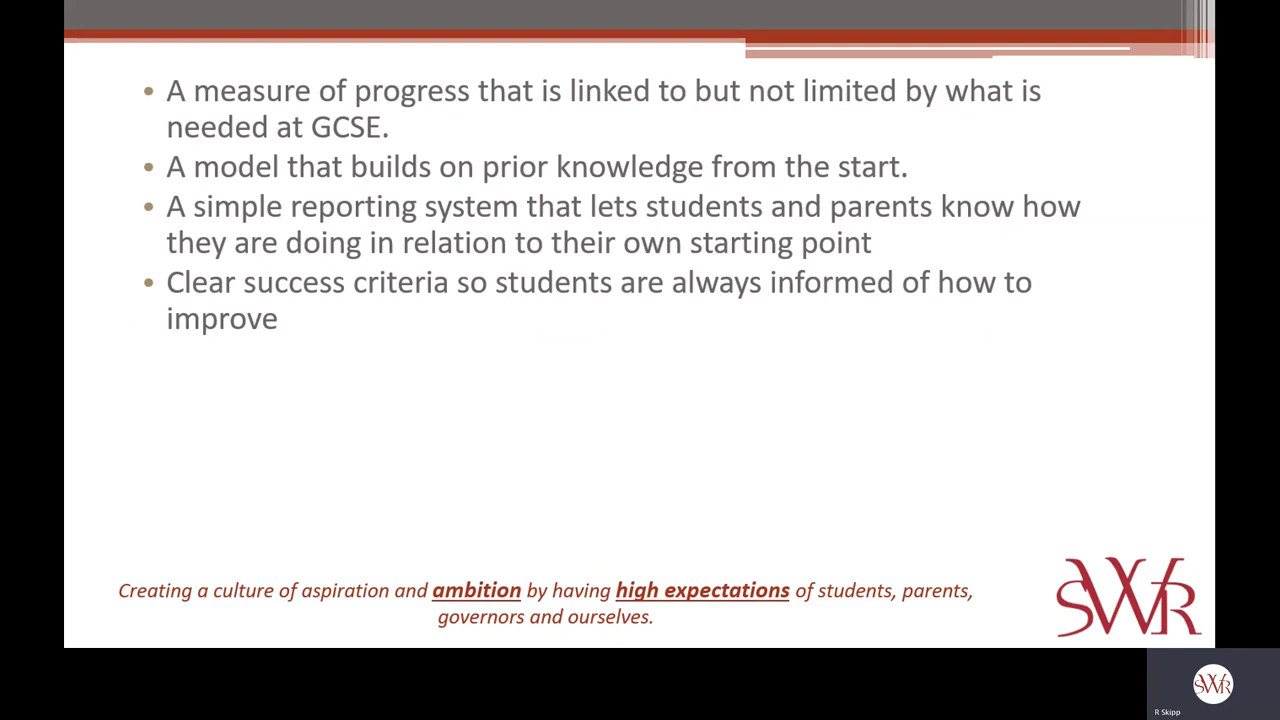 • A measure of progress that is linked to but not limited by what is
needed at GCSE.
• A model that builds on prior knowledge from the start.
• A simple reporting system that lets students and parents know how
they are doing in relation to their own starting point
• Clear success criteria so students are always informed of how to
improve
Creating a culture of aspiration and ambition by having high expectations of students, parents,
governors and ourselves.
SWR
SWR
R Skipp